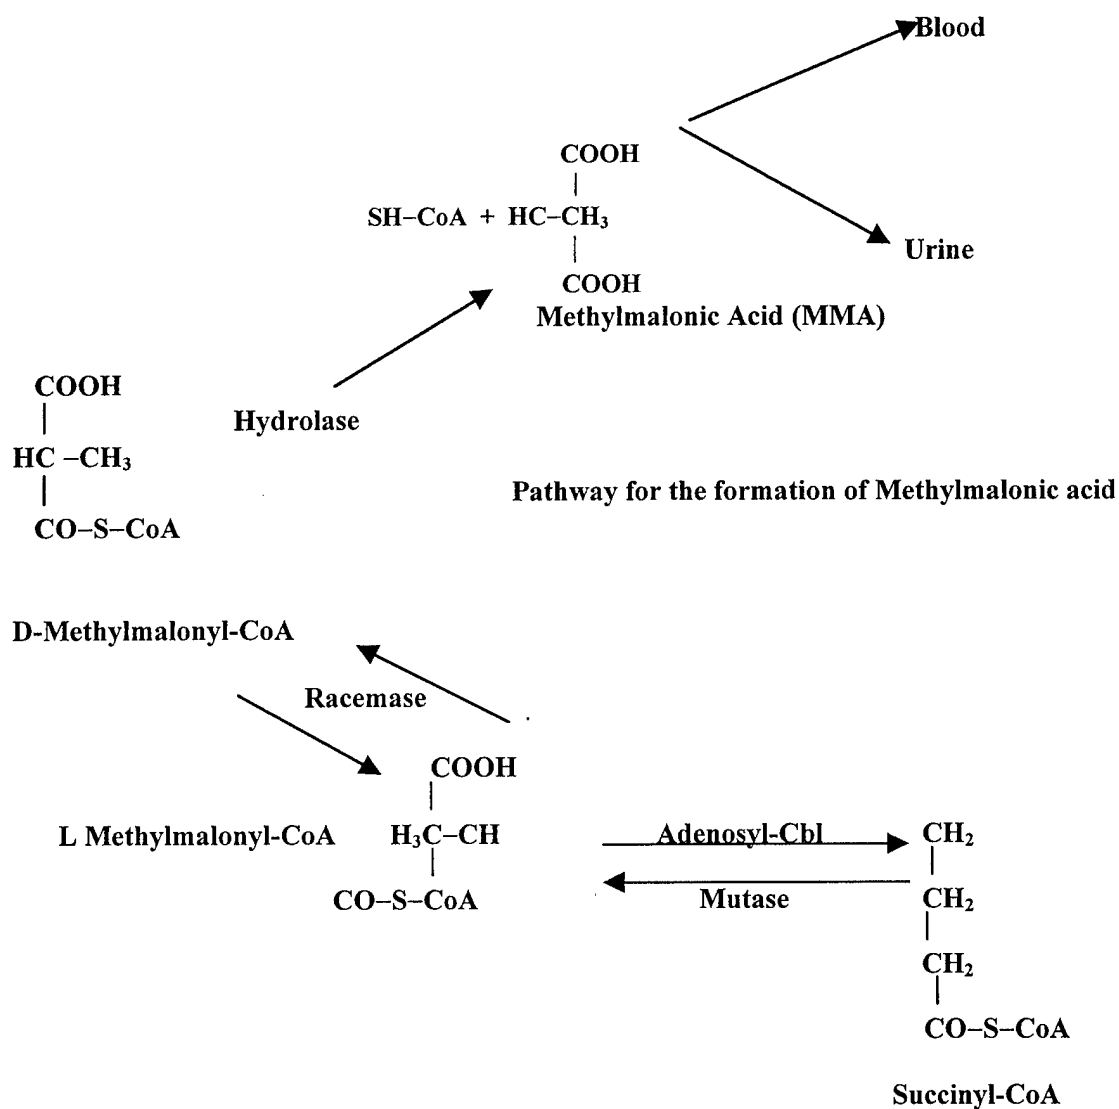 Blood
COOH
|
SH–CoA + HC–CH₃
|
COOH
Urine
Methylmalonic Acid (MMA)
COOH
|
HC –CH₃
|
CO–S–CoA
Hydrolase
Pathway for the formation of Methylmalonic acid
D-Methylmalonyl-CoA
Racemase
COOH
|
L Methylmalonyl-CoA H₃C–CH
|
CO–S–CoA
Adenosyl-Cbl
Mutase
CH₂
|
CH₂
|
CH₂
|
CO–S–CoA
Succinyl-CoA